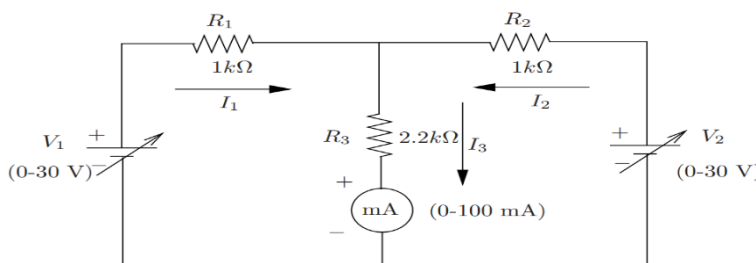 R₁
R₂
1kΩ
1kΩ
I₁
I₂
V₁
+
−
(0-30 V)
R₃
2.2kΩ
I₃
+
mA
−
(0-100 mA)
+
−
V₂
(0-30 V)